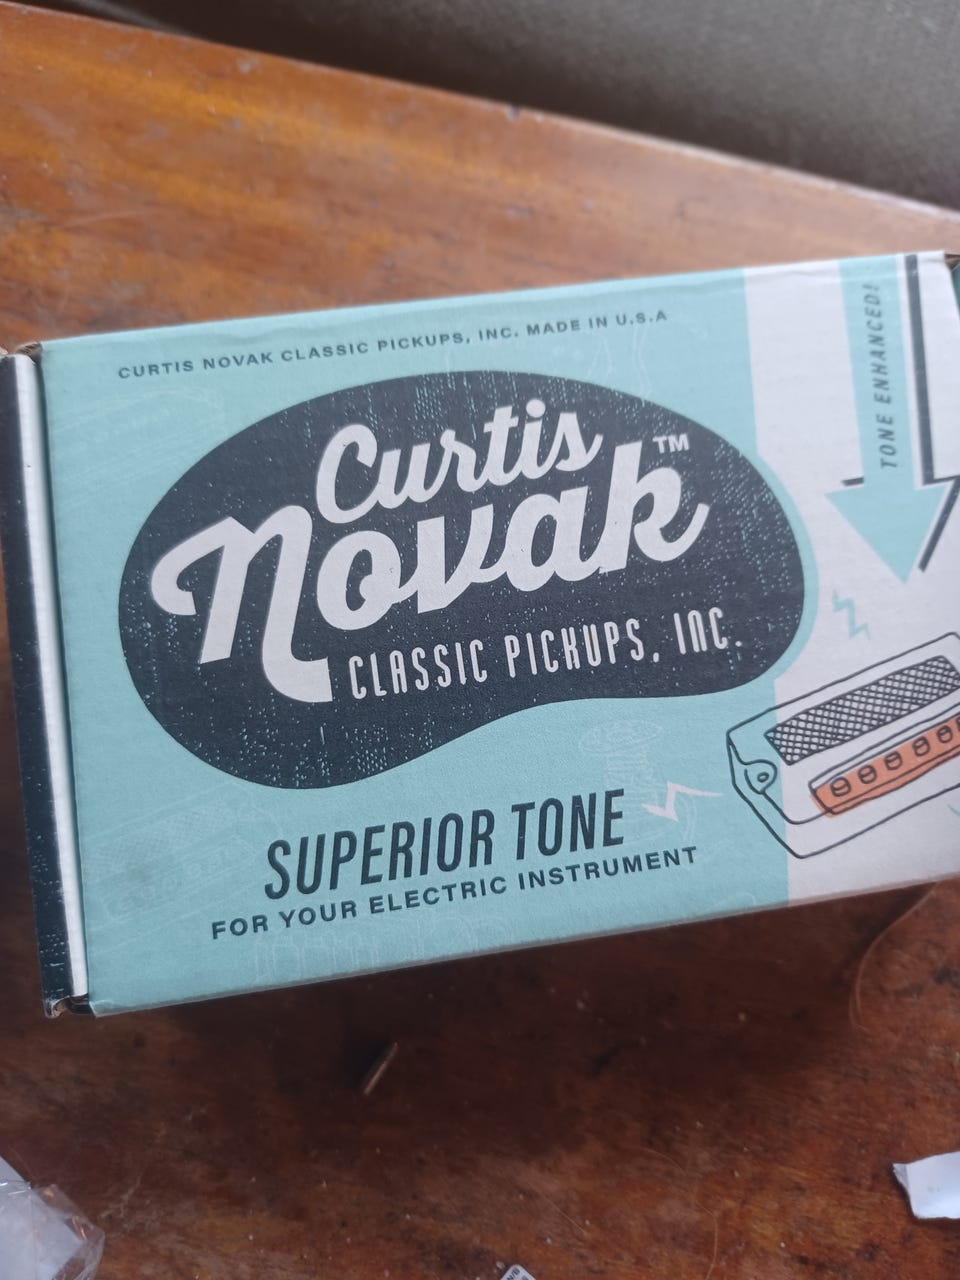 CURTIS NOVAK CLASSIC PICKUPS, INC. MADE IN U.S.A
Curtis
Novak™
CLASSIC PICKUPS, INC.
SUPERIOR TONE
FOR YOUR ELECTRIC INSTRUMENT
TONE ENHANCED!